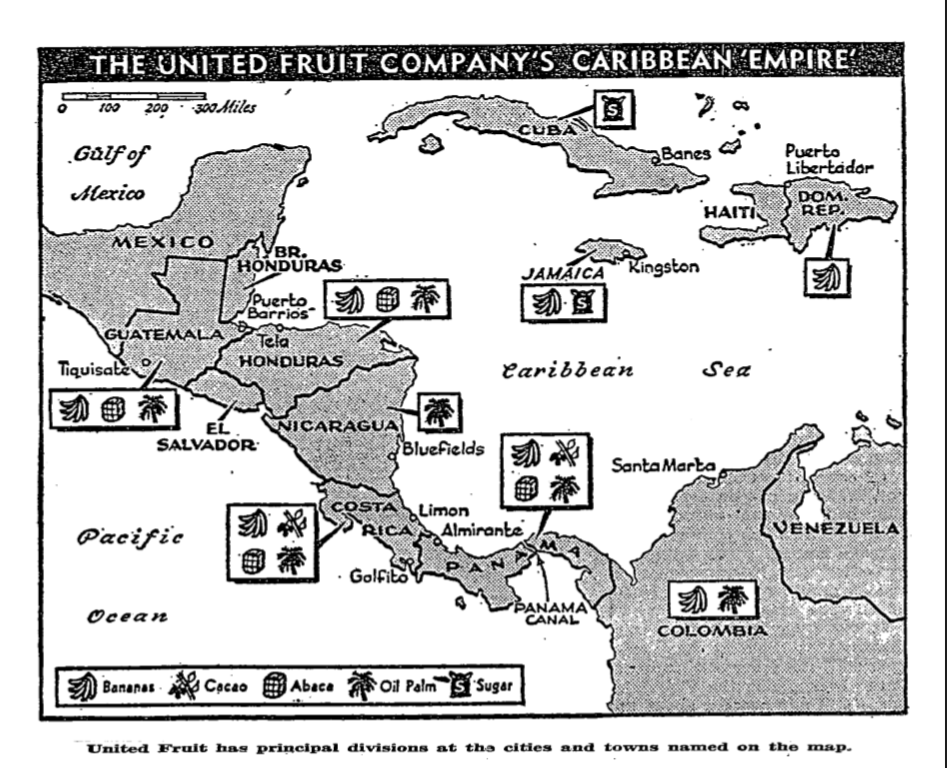 THE UNITED FRUIT COMPANY'S CARIBBEAN 'EMPIRE'
0 100 200 300 Miles
Gulf of
Mexico
CUBA
S
Banes
Puerto
Libertador
HAITI
DOM.
REP.
MEXICO
BR.
HONDURAS
JAMAICA
Kingston
S
Puerto
Barrios
GUATEMALA
Tela
HONDURAS
Tiquisate
Caribbean Sea
EL
SALVADOR
NICARAGUA
Bluefields
Santa Marta
COSTA
RICA
Limon
Almirante
VENEZUELA
Pacific
Ocean
Golfito
PANAMA
PANAMA
CANAL
COLOMBIA
Bananas Cacao Abaca Oil Palm S Sugar
United Fruit has principal divisions at the cities and towns named on the map.